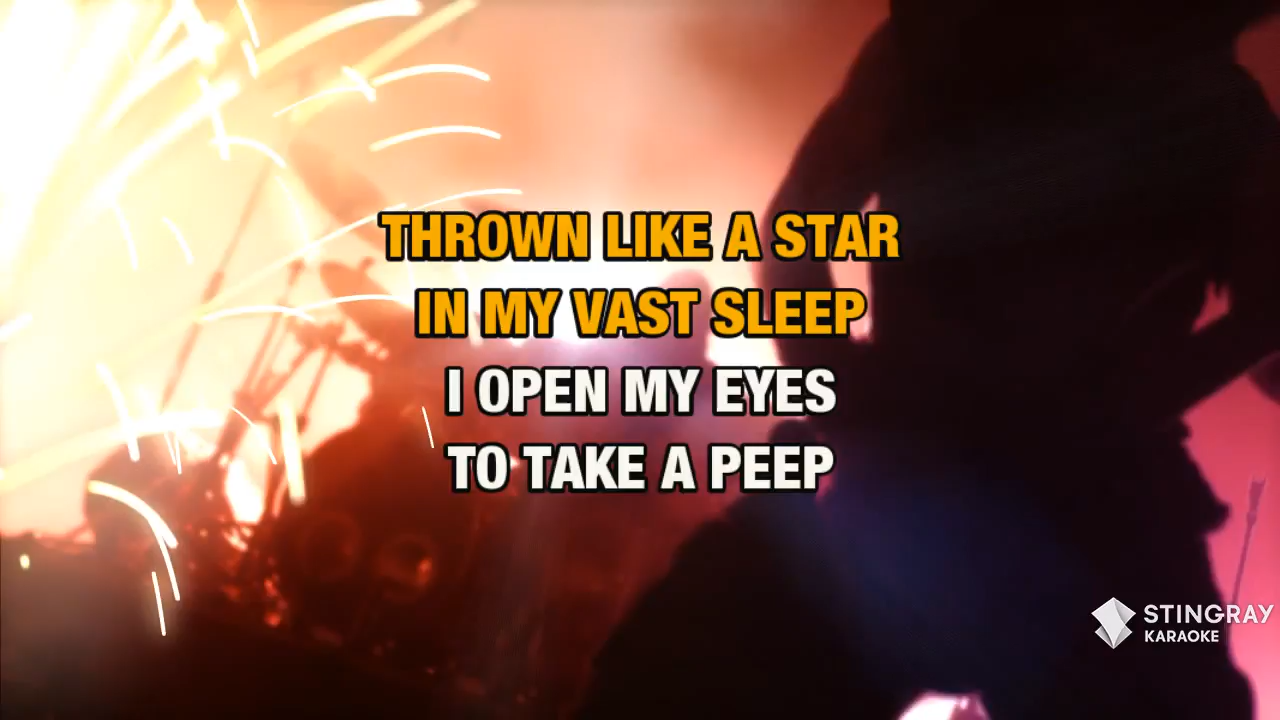 THROWN LIKE A STAR
IN MY VAST SLEEP
I OPEN MY EYES
TO TAKE A PEEP
STINGRAY
KARAOKE